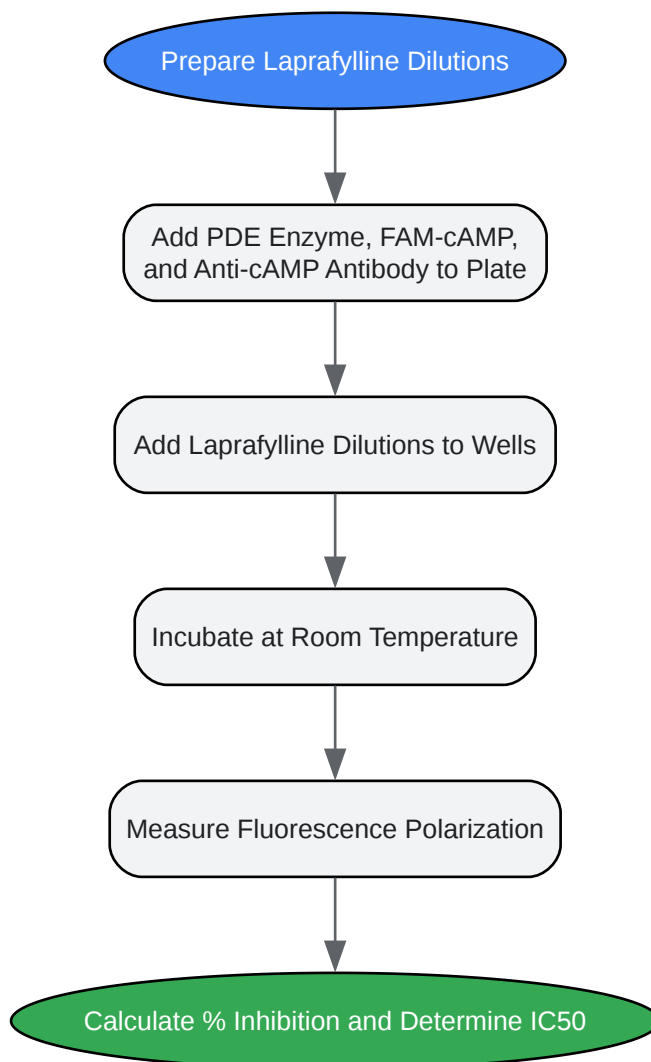 Prepare Laprafylline Dilutions
Add PDE Enzyme, FAM-cAMP,
and Anti-cAMP Antibody to Plate
Add Laprafylline Dilutions to Wells
Incubate at Room Temperature
Measure Fluorescence Polarization
Calculate % Inhibition and Determine IC50